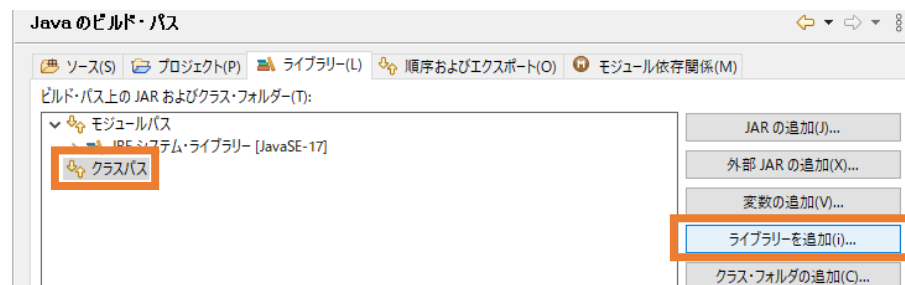 Java のビルド・パス
ソース(S) プロジェクト(P) ライブラリー(L) 順序およびエクスポート(O) モジュール依存関係(M)
ビルド・パス上の JAR およびクラス・フォルダー(T):
モジュールパス
JRE システム・ライブラリー [JavaSE-17]
クラスパス
JAR の追加(J)...
外部 JAR の追加(X)...
変数の追加(V)...
ライブラリーを追加(i)...
クラス・フォルダの追加(C)...